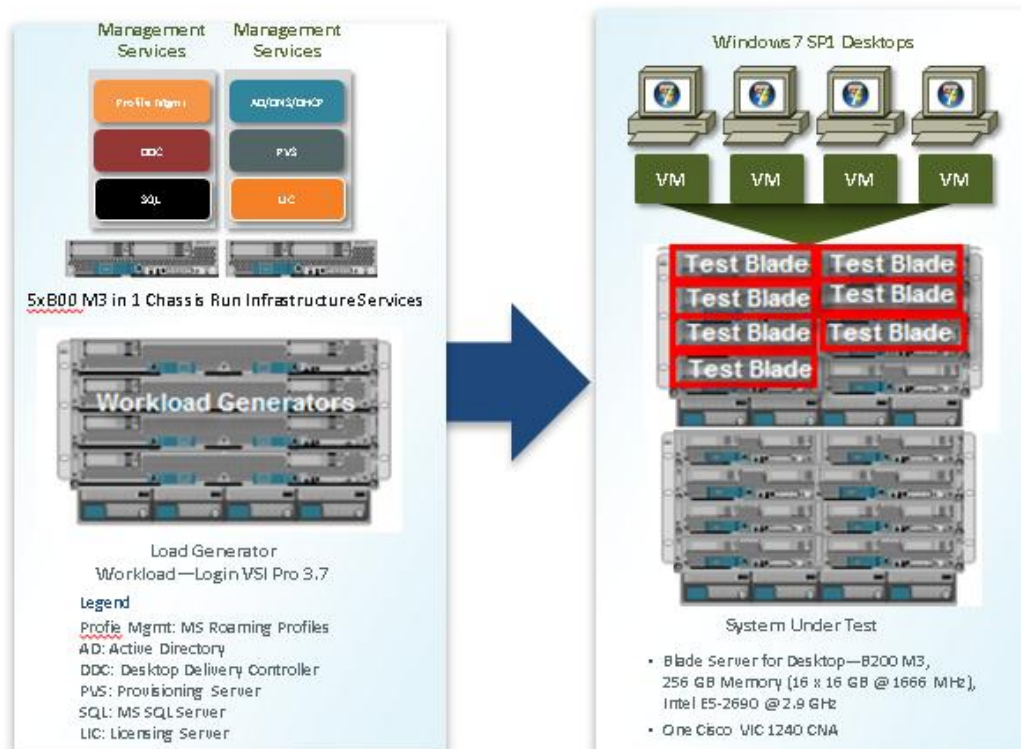 Management
Services
Management
Services
Profile Mgmt
AD/DNS/DHCP
DDC
PVS
SQL
LIC
5xB00 M3 in 1 Chassis Run Infrastructure Services
Workload Generators
Load Generator
Workload—Login VSI Pro 3.7
Legend
Profie Mgmt: MS Roaming Profiles
AD: Active Directory
DDC: Desktop Delivery Controller
PVS: Provisioning Server
SQL: MS SQL Server
LIC: Licensing Server
Windows 7 SP1 Desktops
VM
VM
VM
VM
Test Blade
Test Blade
Test Blade
Test Blade
Test Blade
Test Blade
Test Blade
System Under Test
• Blade Server for Desktop—B200 M3,
256 GB Memory (16 x 16 GB @ 1666 MHz),
Intel E5-2690 @ 2.9 GHz
• One Cisco VIC 1240 CNA